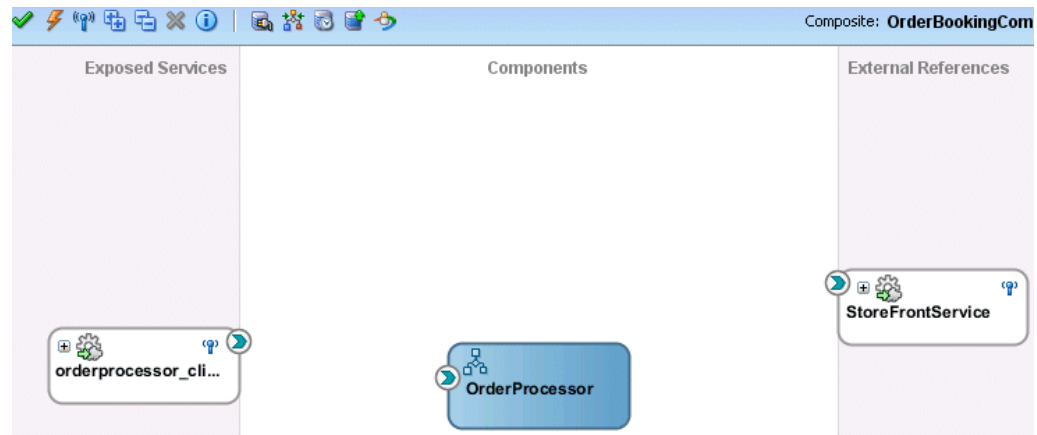 Composite: OrderBookingCom
Exposed Services
Components
External References
StoreFrontService
orderprocessor_cli...
OrderProcessor